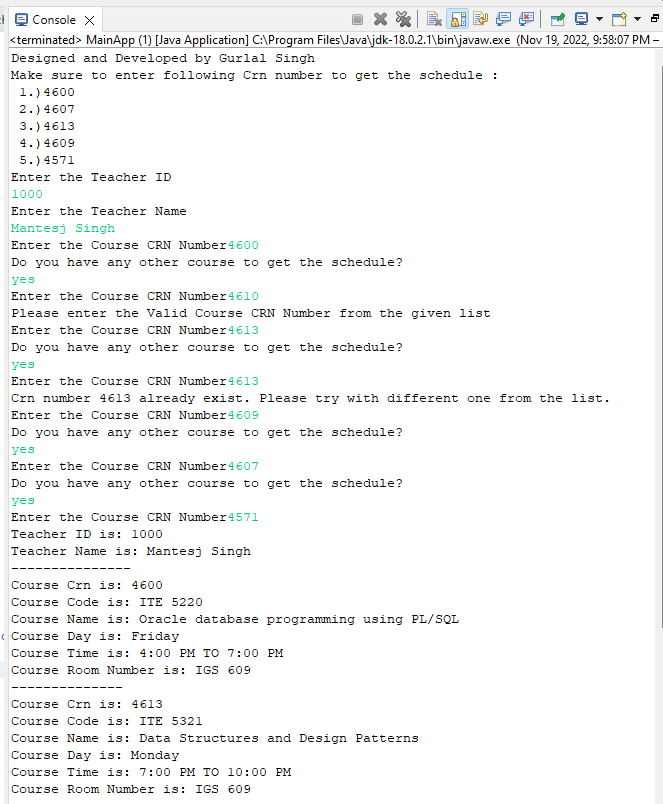 Console
<terminated> MainApp (1) [Java Application] C:\Program Files\Java\jdk-18.0.2.1\bin\javaw.exe (Nov 19, 2022, 9:58:07 PM –
Designed and Developed by Gurlal Singh
Make sure to enter following Crn number to get the schedule :
1.)4600
2.)4607
3.)4613
4.)4609
5.)4571
Enter the Teacher ID
1000
Enter the Teacher Name
Mantesj Singh
Enter the Course CRN Number4600
Do you have any other course to get the schedule?
yes
Enter the Course CRN Number4610
Please enter the Valid Course CRN Number from the given list
Enter the Course CRN Number4613
Do you have any other course to get the schedule?
yes
Enter the Course CRN Number4613
Crn number 4613 already exist. Please try with different one from the list.
Enter the Course CRN Number4609
Do you have any other course to get the schedule?
yes
Enter the Course CRN Number4607
Do you have any other course to get the schedule?
yes
Enter the Course CRN Number4571
Teacher ID is: 1000
Teacher Name is: Mantesj Singh
---------------
Course Crn is: 4600
Course Code is: ITE 5220
Course Name is: Oracle database programming using PL/SQL
Course Day is: Friday
Course Time is: 4:00 PM TO 7:00 PM
Course Room Number is: IGS 609
--------------
Course Crn is: 4613
Course Code is: ITE 5321
Course Name is: Data Structures and Design Patterns
Course Day is: Monday
Course Time is: 7:00 PM TO 10:00 PM
Course Room Number is: IGS 609